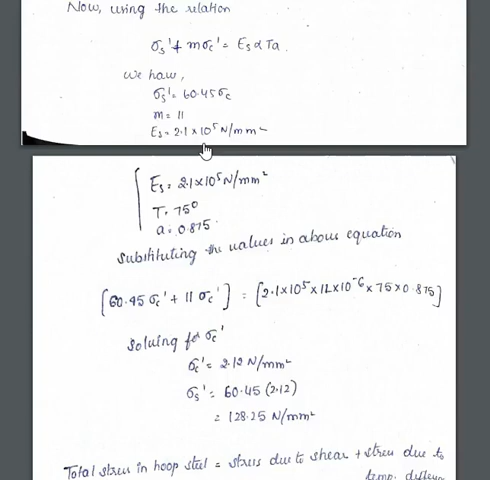 Now, using the relation
σs' + mσc' = Es α Ta.
we have,
σs' = 60.45 σc
m = 11
Es = 2.1 × 10⁵ N/mm²
Es = 2.1×10⁵ N/mm²
T = 75⁰
a = 0.875.
Substituting the values in above equation
[60.45 σc' + 11 σc'] = [2.1×10⁵×12×10⁻⁶×75×0.875]
Solving for σc'
σc' = 2.12 N/mm²
σs' = 60.45 (2.12)
= 128.25 N/mm²
Total stress in hoop steel = stress due to shear + stress due to
temp.